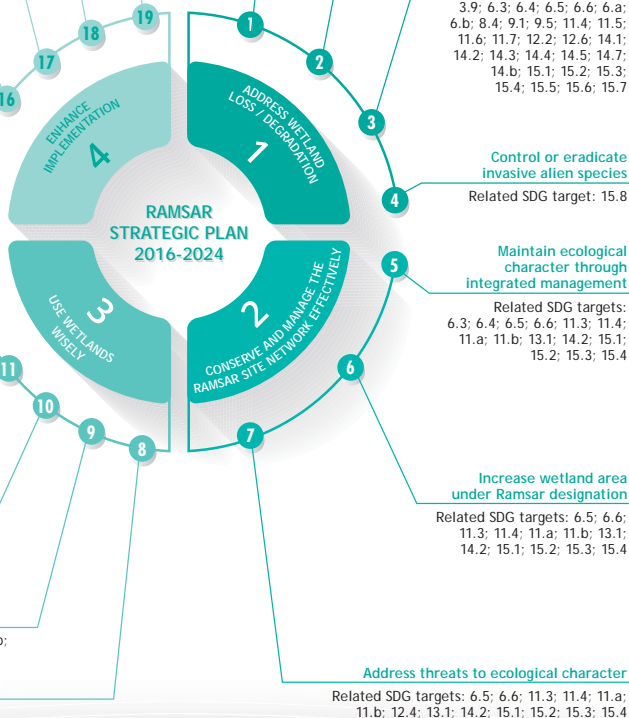 3.9; 6.3; 6.4; 6.5; 6.6; 6.a;
6.b; 8.4; 9.1; 9.5; 11.4; 11.5;
11.6; 11.7; 12.2; 12.6; 14.1;
14.2; 14.3; 14.4; 14.5; 14.7;
14.b; 15.1; 15.2; 15.3;
15.4; 15.5; 15.6; 15.7
Control or eradicate
invasive alien species
Related SDG target: 15.8
Maintain ecological
character through
integrated management
Related SDG targets:
6.3; 6.4; 6.5; 6.6; 11.3; 11.4;
11.a; 11.b; 13.1; 14.2; 15.1;
15.2; 15.3; 15.4
Increase wetland area
under Ramsar designation
Related SDG targets: 6.5; 6.6;
11.3; 11.4; 11.a; 11.b; 13.1;
14.2; 15.1; 15.2; 15.3; 15.4
Address threats to ecological character
Related SDG targets: 6.5; 6.6; 11.3; 11.4; 11.a;
11.b; 12.4; 13.1; 14.2; 15.1; 15.2; 15.3; 15.4
RAMSAR
STRATEGIC PLAN
2016-2024
ADDRESS WETLAND
LOSS / DEGRADATION
1
2
CONSERVE AND MANAGE THE
RAMSAR SITE NETWORK EFFECTIVELY
3
USE WETLANDS
WISELY
ENHANCE
IMPLEMENTATION
4
1
2
3
4
5
6
7
8
9
10
11
16
17
18
19